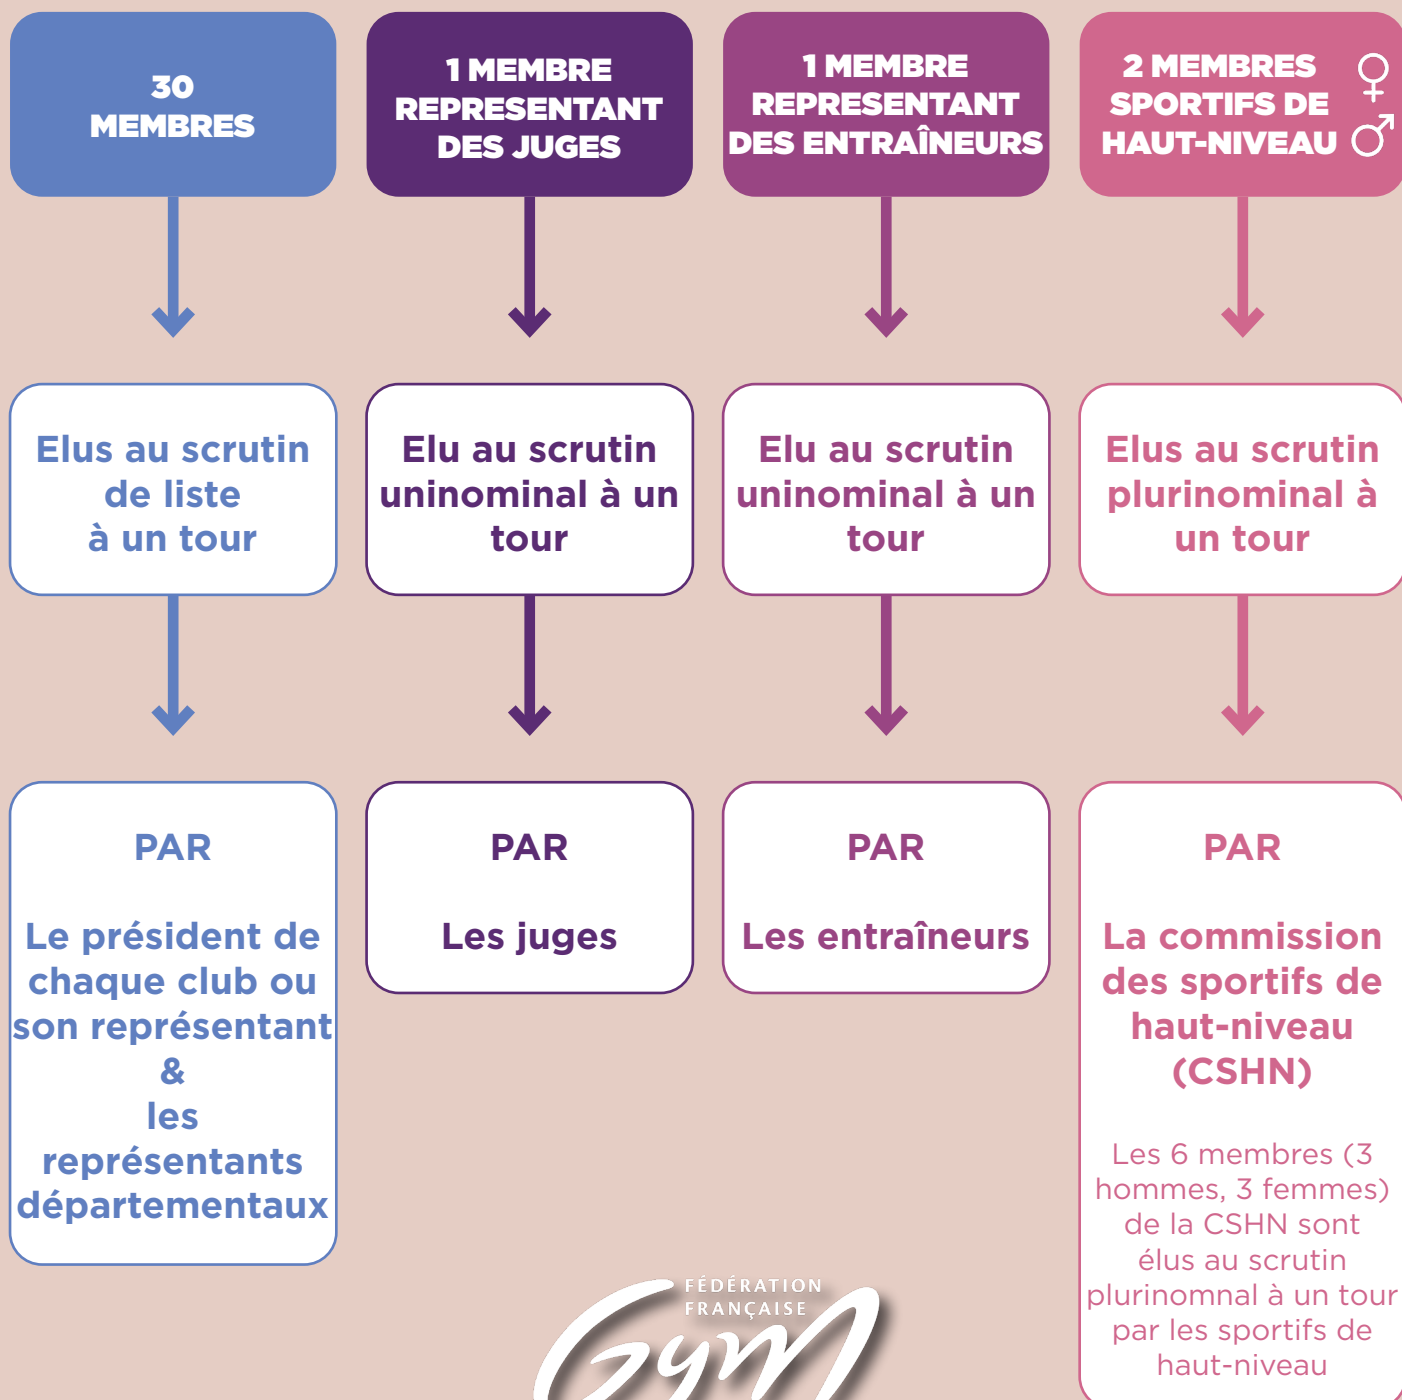 30
MEMBRES
1 MEMBRE
REPRESENTANT
DES JUGES
1 MEMBRE
REPRESENTANT
DES ENTRAÎNEURS
2 MEMBRES
SPORTIFS DE
HAUT-NIVEAU
Elus au scrutin
de liste
à un tour
Elu au scrutin
uninominal à un
tour
Elu au scrutin
uninominal à un
tour
Elus au scrutin
plurinominal à
un tour
PAR
Le président de
chaque club ou
son représentant
&
les
représentants
départementaux
PAR
Les juges
PAR
Les entraîneurs
PAR
La commission
des sportifs de
haut-niveau
(CSHN)
Les 6 membres (3
hommes, 3 femmes)
de la CSHN sont
élus au scrutin
plurinomnal à un tour
par les sportifs de
haut-niveau
FÉDÉRATION
FRANÇAISE
Gym